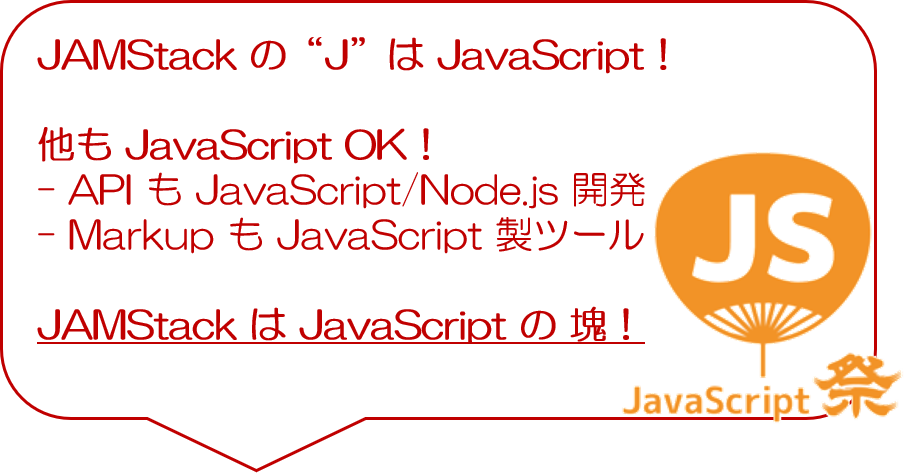 JAMStack の “J” は JavaScript！
他も JavaScript OK！
- API も JavaScript/Node.js 開発
- Markup も JavaScript 製ツール
JAMStack は JavaScript の 塊！
JS
JavaScript 祭